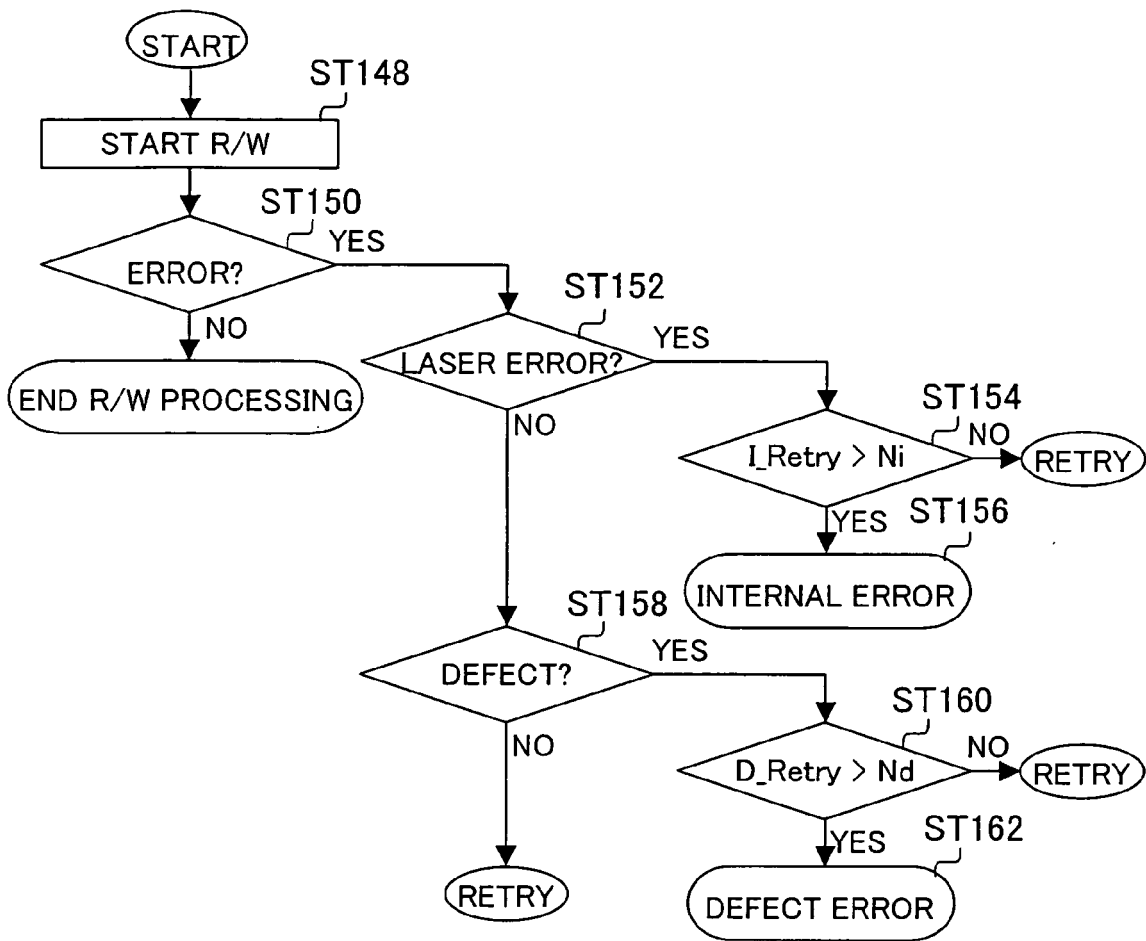 START
ST148
START R/W
ST150
YES
ERROR?
ST152
NO
YES
LASER ERROR?
END R/W PROCESSING
ST154
NO
NO
I_Retry > Ni
RETRY
YES
ST156
INTERNAL ERROR
ST158
YES
DEFECT?
ST160
NO
NO
D_Retry > Nd
RETRY
YES
ST162
RETRY
DEFECT ERROR